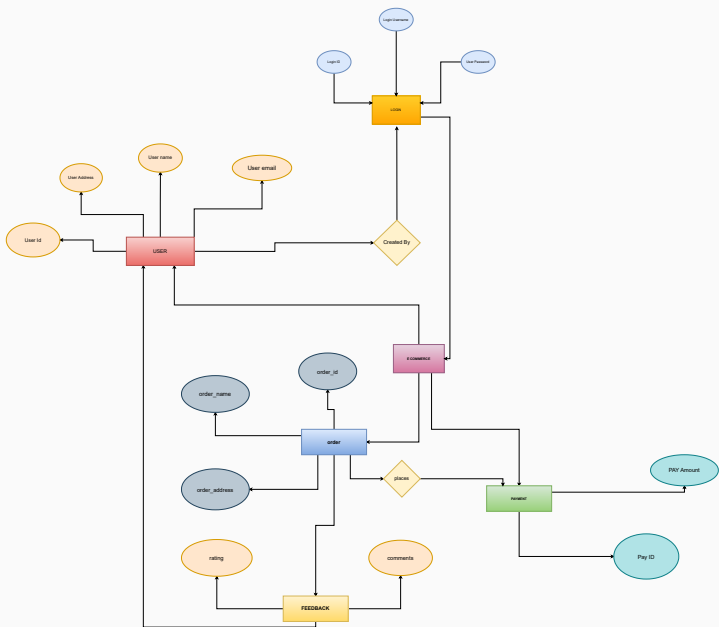 Login Username
Login ID
User Password
LOGIN
User name
User Address
User email
User Id
USER
Created By
E COMMERCE
order_id
order_name
order
PAY Amount
places
order_address
PAYMENT
rating
comments
Pay ID
FEEDBACK